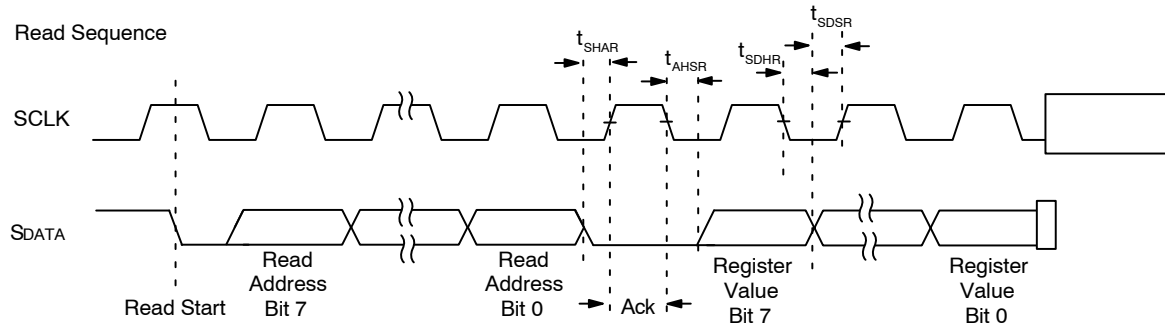 Read Sequence
tSHAR
tAHSR
tSDHR
tSDSR
SCLK
SDATA
Read Start
Read
Address
Bit 7
Read
Address
Bit 0
Ack
Register
Value
Bit 7
Register
Value
Bit 0